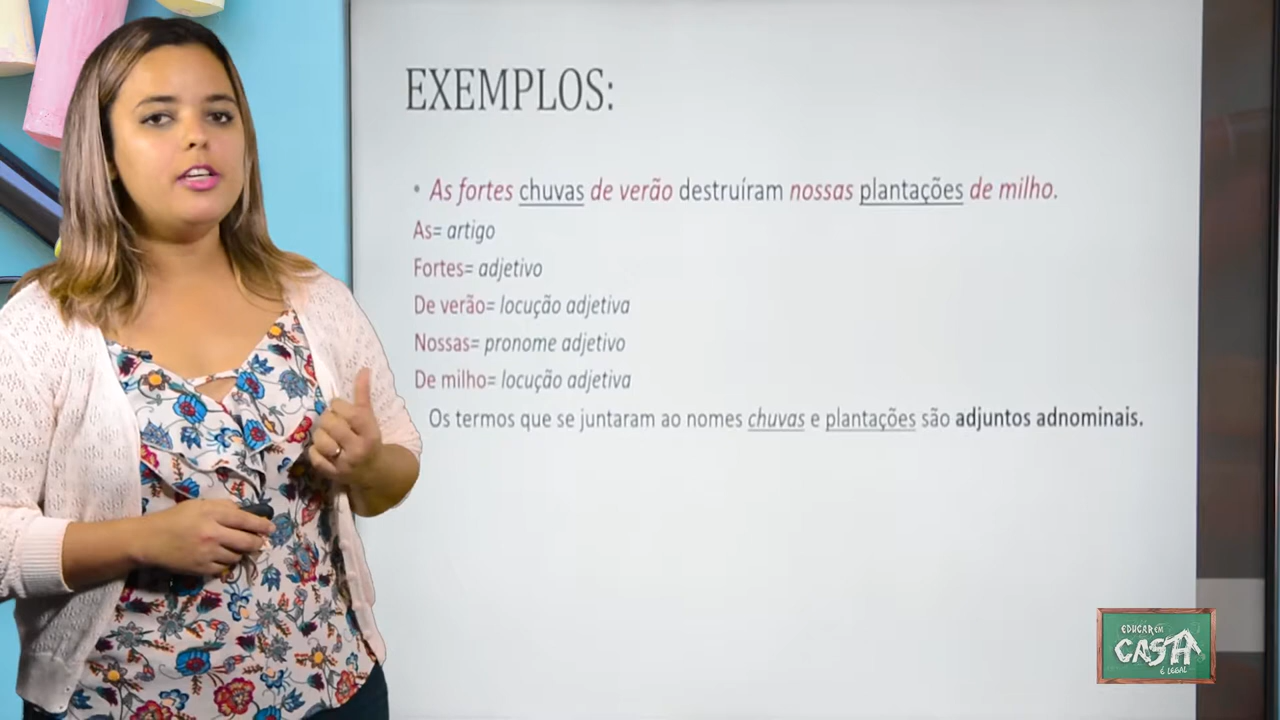 EXEMPLOS:
• As fortes chuvas de verão destruíram nossas plantações de milho.
As= artigo
Fortes= adjetivo
De verão= locução adjetiva
Nossas= pronome adjetivo
De milho= locução adjetiva
Os termos que se juntaram ao nomes chuvas e plantações são adjuntos adnominais.
EDUCAR EM
CASA
É LEGAL